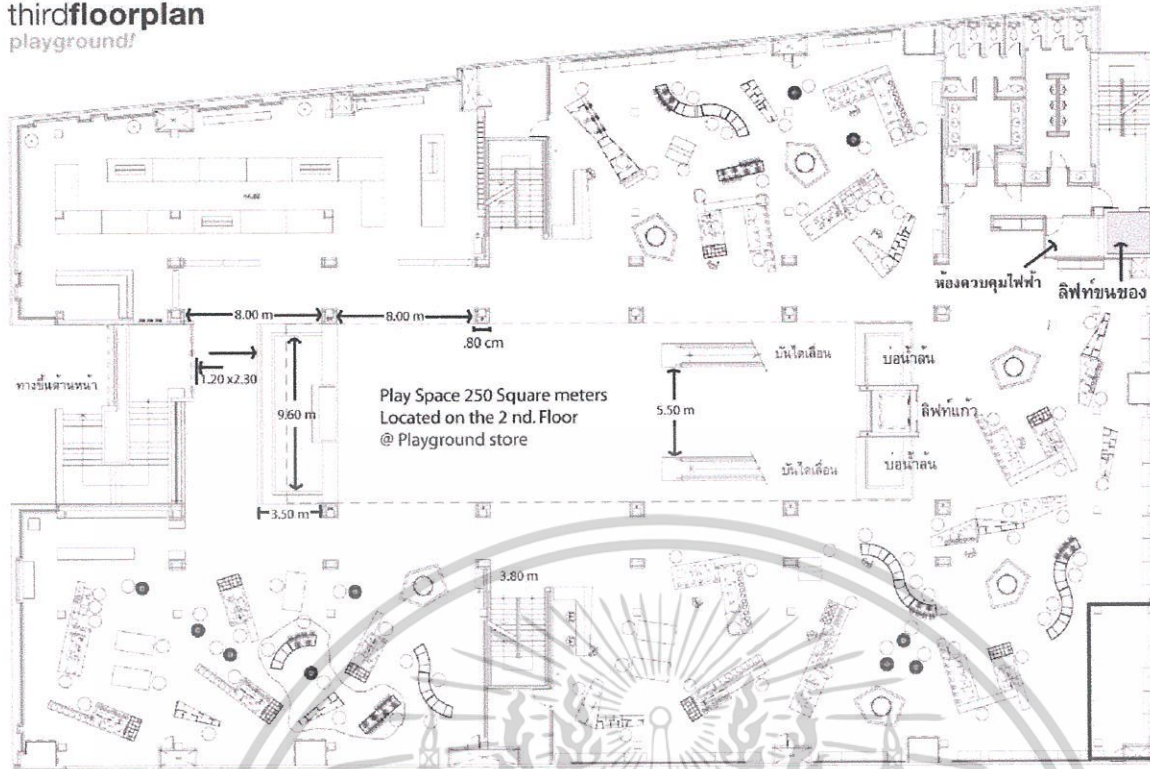 thirdfloorplan
playground!
ห้องควบคุมไฟฟ้า
ลิฟท์ขนของ
8.00 m
8.00 m
.80 cm
ทางขึ้นด้านหน้า
1.20 x2.30
9.60 m
Play Space 250 Square meters
Located on the 2 nd. Floor
@ Playground store
5.50 m
บันไดเลื่อน
บ่อน้ำล้น
ลิฟท์แก้ว
บันไดเลื่อน
บ่อน้ำล้น
3.50 m
3.80 m